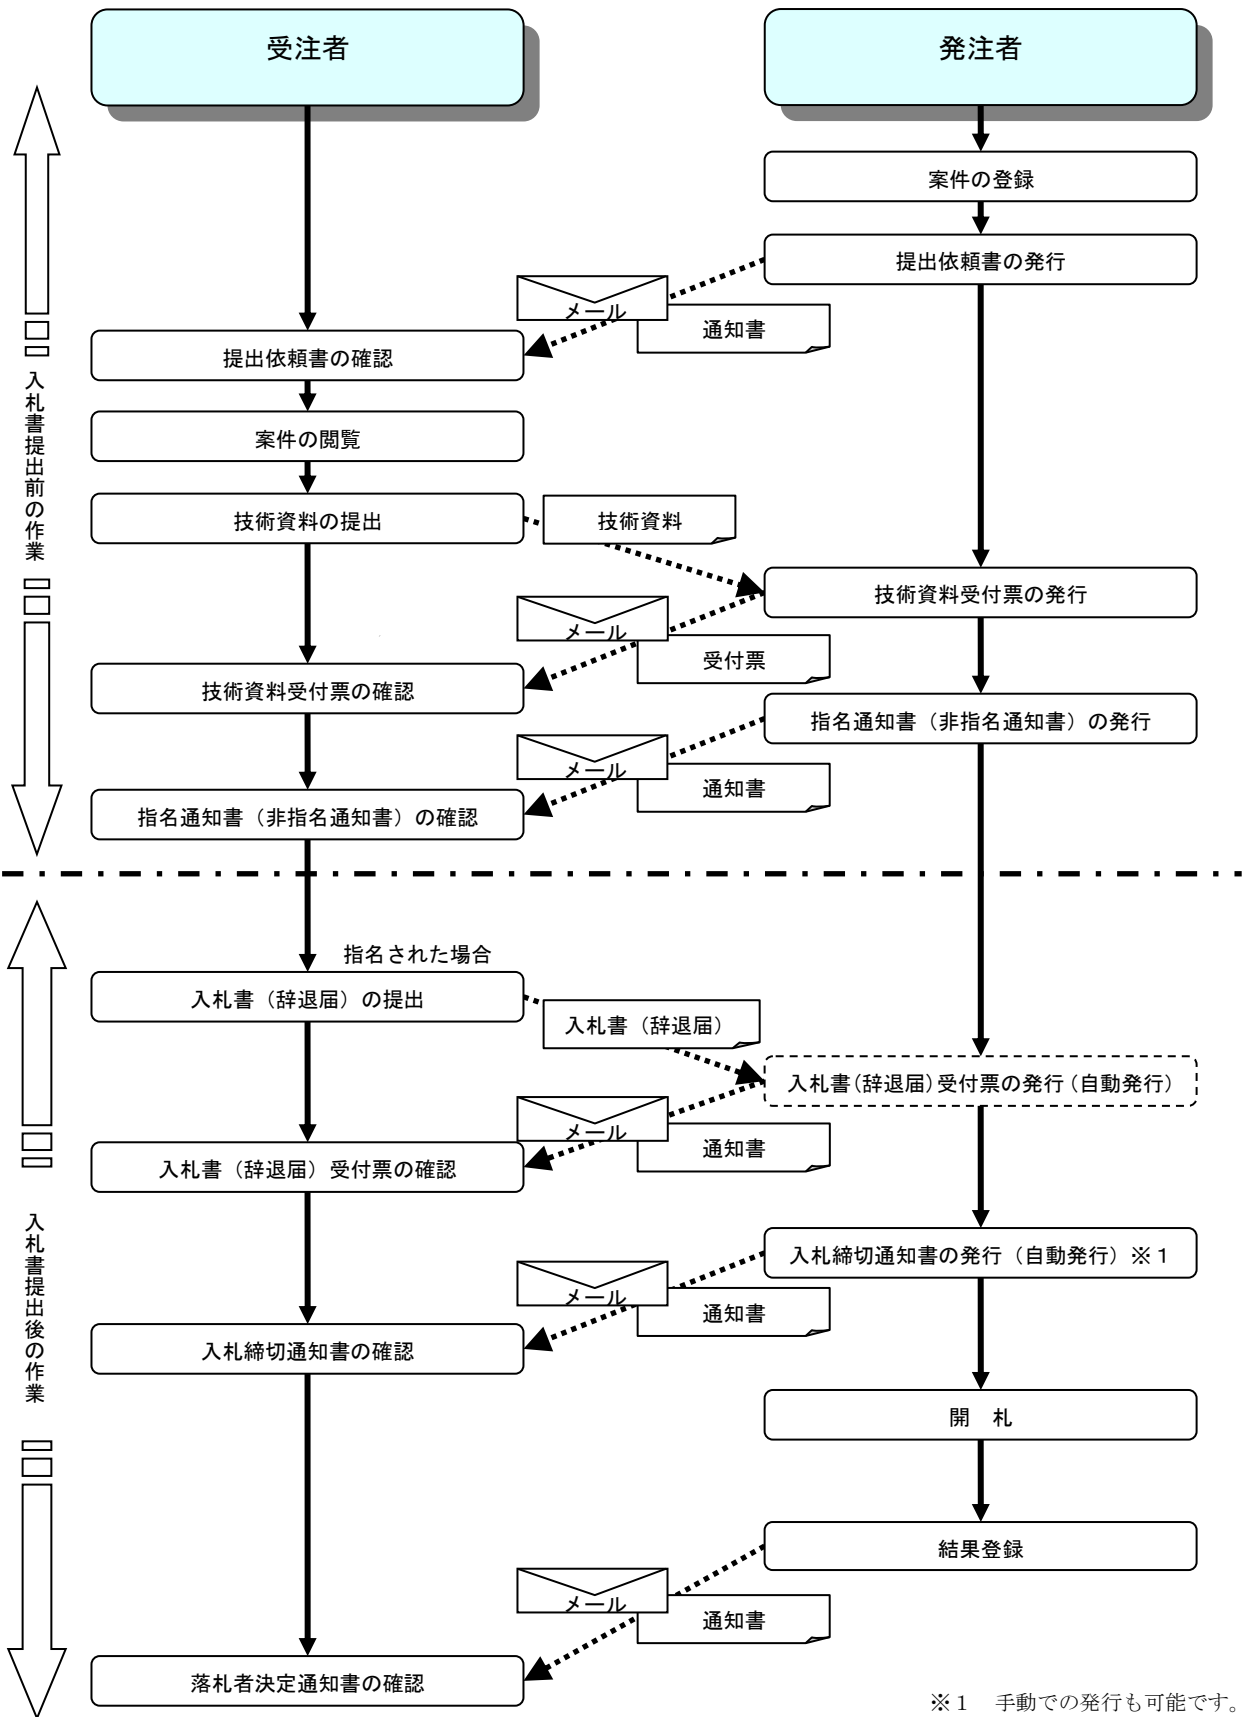 受注者
発注者
案件の登録
提出依頼書の発行
メール
通知書
提出依頼書の確認
案件の閲覧
技術資料の提出
技術資料
技術資料受付票の発行
メール
受付票
技術資料受付票の確認
指名通知書（非指名通知書）の発行
メール
通知書
指名通知書（非指名通知書）の確認
入札書提出前の作業
指名された場合
入札書（辞退届）の提出
入札書（辞退届）
入札書（辞退届）受付票の発行（自動発行）
メール
通知書
入札書（辞退届）受付票の確認
入札締切通知書の発行（自動発行）※１
メール
通知書
入札締切通知書の確認
開　札
結果登録
メール
通知書
落札者決定通知書の確認
入札書提出後の作業
※１　手動での発行も可能です。